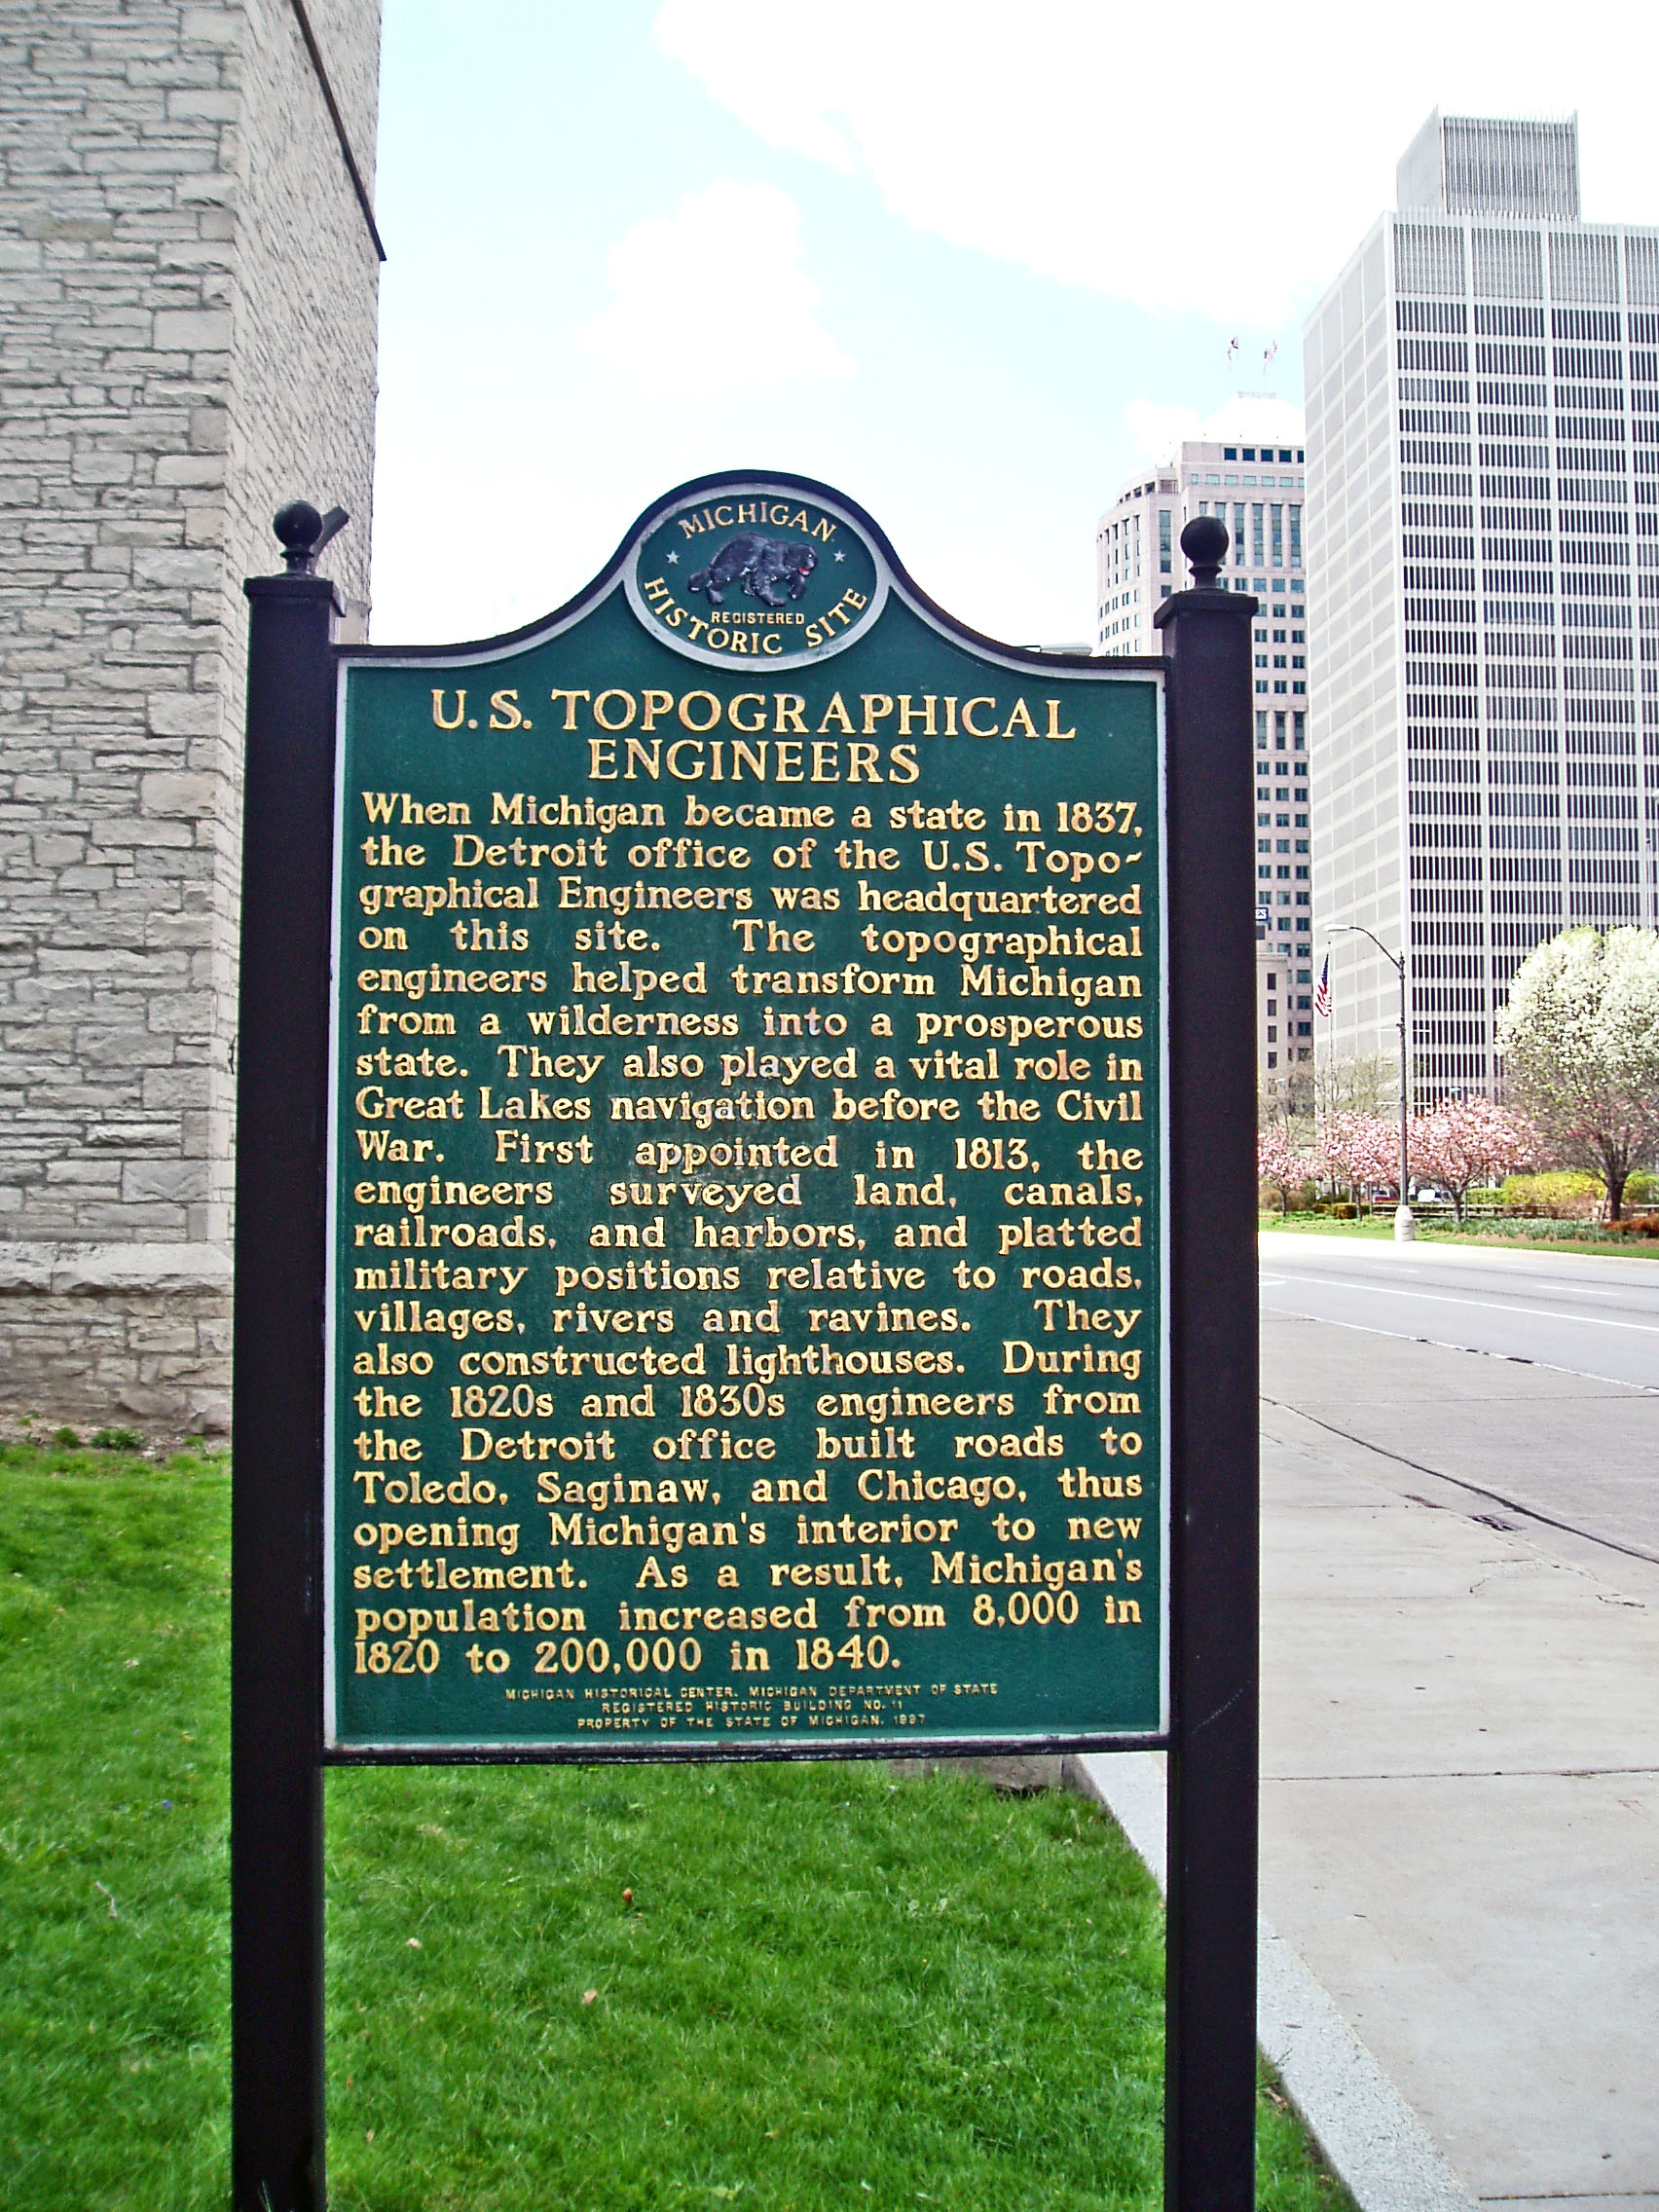 MICHIGAN
REGISTERED
HISTORIC SITE
U.S. TOPOGRAPHICAL
ENGINEERS
When Michigan became a state in 1837,
the Detroit office of the U.S. Topo-
graphical Engineers was headquartered
on this site. The topographical
engineers helped transform Michigan
from a wilderness into a prosperous
state. They also played a vital role in
Great Lakes navigation before the Civil
War. First appointed in 1813, the
engineers surveyed land, canals,
railroads, and harbors, and platted
military positions relative to roads,
villages, rivers and ravines. They
also constructed lighthouses. During
the 1820s and 1830s engineers from
the Detroit office built roads to
Toledo, Saginaw, and Chicago, thus
opening Michigan's interior to new
settlement. As a result, Michigan's
population increased from 8,000 in
1820 to 200,000 in 1840.
MICHIGAN HISTORICAL CENTER, MICHIGAN DEPARTMENT OF STATE
REGISTERED HISTORIC BUILDING NO. 11
PROPERTY OF THE STATE OF MICHIGAN, 1997